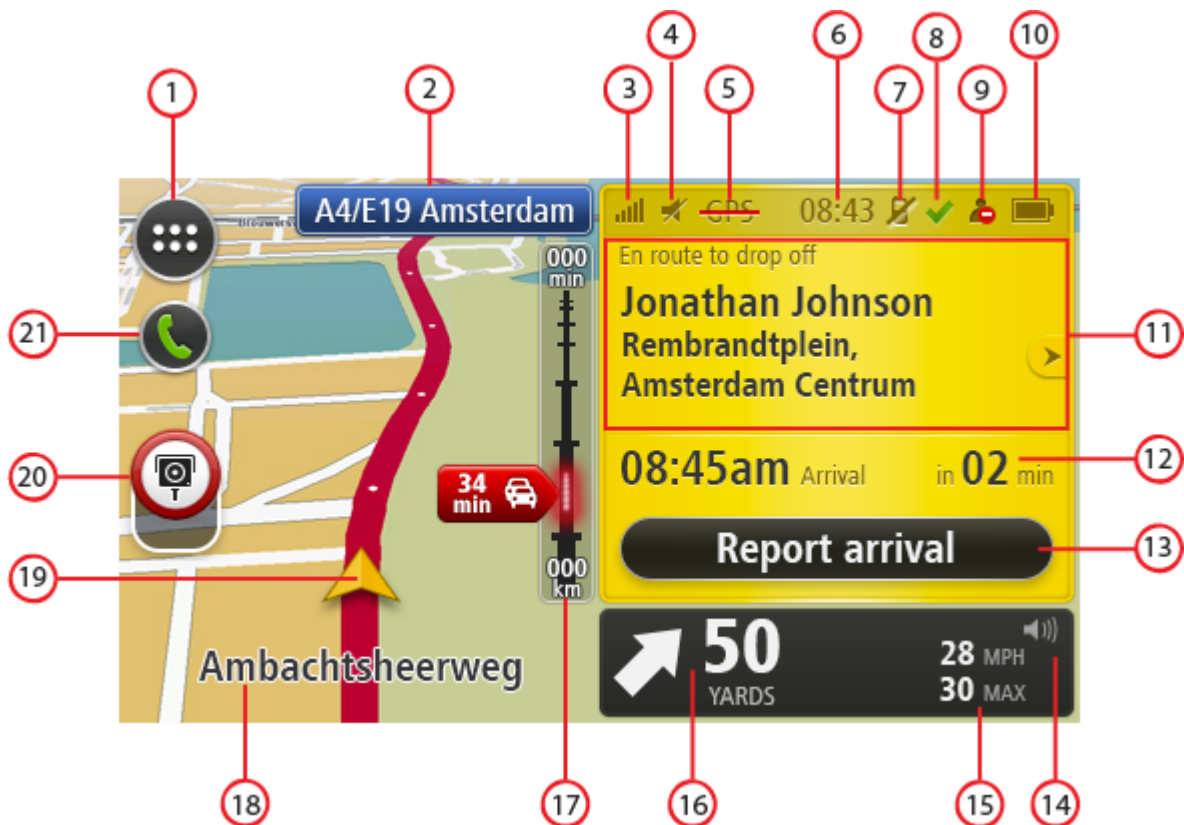 4
6
8
10
1
2
3
5
7
9
A4/E19 Amsterdam
GPS
08:43
000
min
En route to drop off
Jonathan Johnson
Rembrandtplein,
Amsterdam Centrum
21
11
08:45am Arrival in 02 min
12
20
34
min
Report arrival
13
19
000
km
50
YARDS
28 MPH
30 MAX
Ambachtsheerweg
18
17
16
15
14